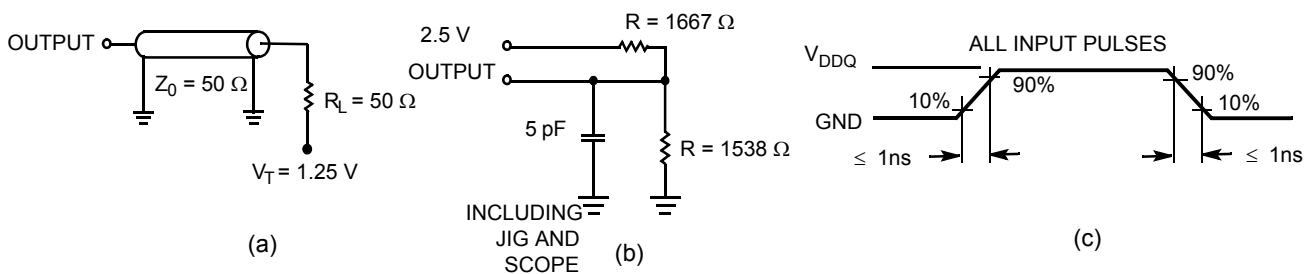 OUTPUT
Z0 = 50 Ω
RL = 50 Ω
VT = 1.25 V
(a)
R = 1667 Ω
2.5 V
OUTPUT
5 pF
R = 1538 Ω
INCLUDING
JIG AND
SCOPE
(b)
ALL INPUT PULSES
VDDQ
GND
10%
90%
90%
10%
≤ 1ns
≤ 1ns
(c)